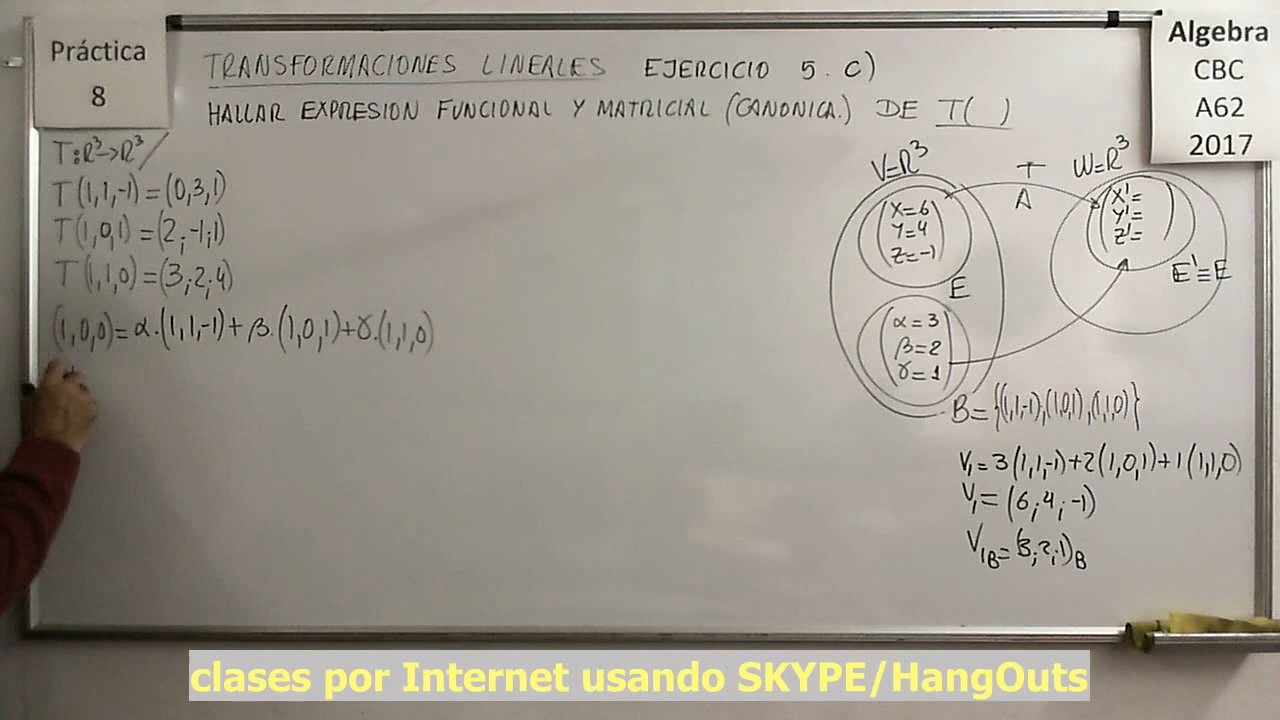 Práctica
8
Algebra
CBC
A62
2017
TRANSFORMACIONES LINEALES EJERCICIO 5. C)
HALLAR EXPRESION FUNCIONAL Y MATRICIAL (CANONICA.) DE T( )
T:R³→R³/
T(1,1,-1)=(0,3,1)
T(1,0,1)=(2;-1;1)
T(1,1,0)=(3;2;4)
(1,0,0)=α.(1,1,-1)+β.(1,0,1)+γ.(1,1,0)
V=R³
T
A
W=R³
X=6
Y=4
Z=-1
E
X'=
Y'=
Z'=
E'≡E
α=3
β=2
γ=1
B={(1,1,-1),(1,0,1),(1,1,0)}
V₁=3(1,1,-1)+2(1,0,1)+1(1,1,0)
V₁=(6;4;-1)
V₁B=(3;2;1)B
clases por Internet usando SKYPE/HangOuts